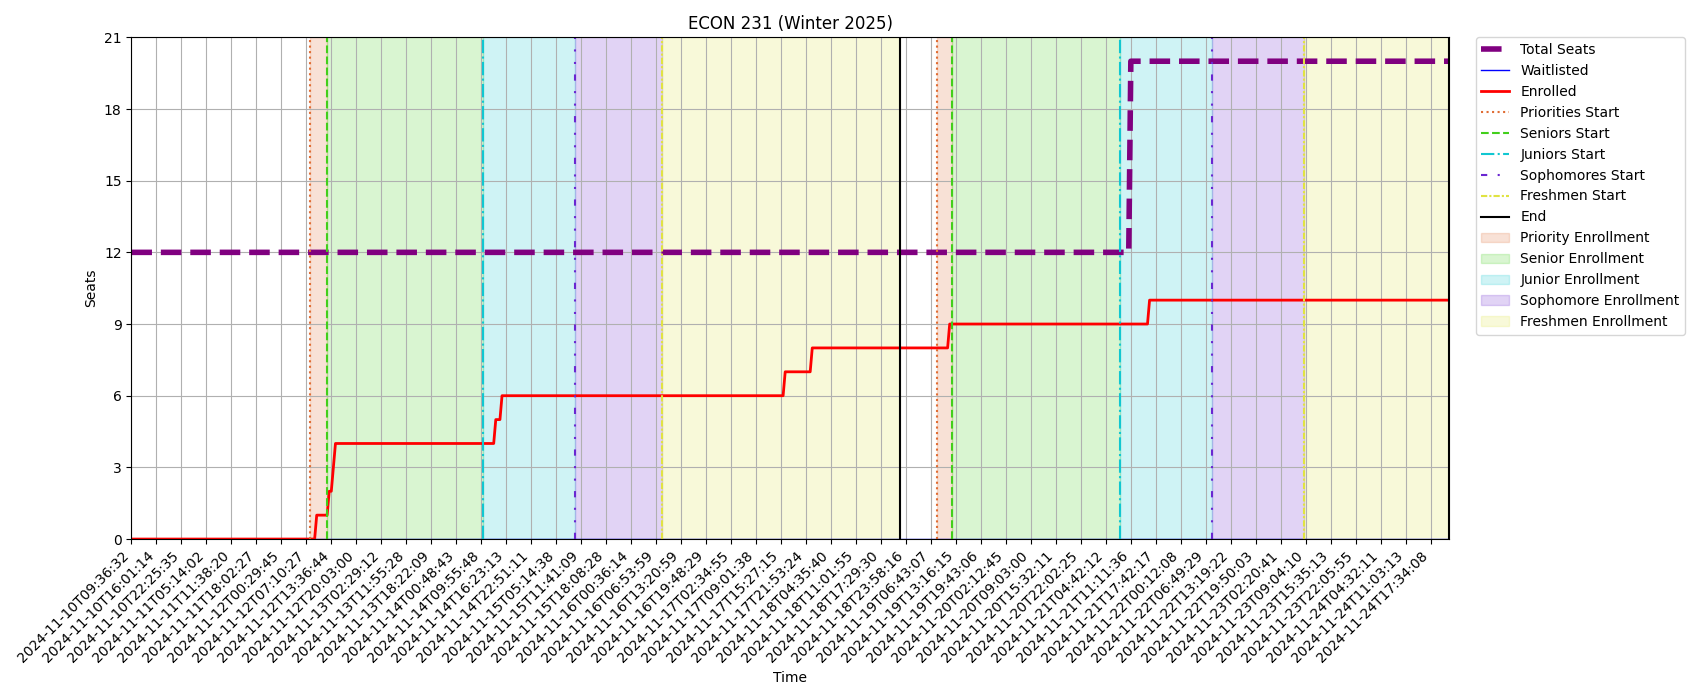 ECON 231 (Winter 2025)
21
18
15
12
9
6
3
0
Seats
2024-11-10T09:36:32
2024-11-10T16:01:14
2024-11-10T22:25:35
2024-11-11T05:14:02
2024-11-11T11:38:20
2024-11-11T18:02:27
2024-11-12T00:29:45
2024-11-12T07:10:27
2024-11-12T13:36:44
2024-11-12T20:03:00
2024-11-13T02:29:12
2024-11-13T11:55:28
2024-11-13T18:22:09
2024-11-14T00:48:43
2024-11-14T09:55:48
2024-11-14T16:23:13
2024-11-14T22:51:11
2024-11-15T05:14:38
2024-11-15T11:41:09
2024-11-15T18:08:28
2024-11-16T00:36:14
2024-11-16T06:53:59
2024-11-16T13:20:59
2024-11-16T19:48:29
2024-11-17T02:34:55
2024-11-17T09:01:38
2024-11-17T15:27:15
2024-11-17T21:53:24
2024-11-18T04:35:40
2024-11-18T11:01:55
2024-11-18T17:29:30
2024-11-18T23:58:16
2024-11-19T06:43:07
2024-11-19T13:16:15
2024-11-19T19:43:06
2024-11-20T02:12:45
2024-11-20T09:03:00
2024-11-20T15:32:11
2024-11-20T22:02:25
2024-11-21T04:42:12
2024-11-21T11:11:36
2024-11-21T17:42:17
2024-11-22T00:12:08
2024-11-22T06:49:29
2024-11-22T13:19:22
2024-11-22T19:50:03
2024-11-23T02:20:41
2024-11-23T09:04:10
2024-11-23T15:35:13
2024-11-23T22:05:55
2024-11-24T04:32:11
2024-11-24T11:03:13
2024-11-24T17:34:08
Time
Total Seats
Waitlisted
Enrolled
Priorities Start
Seniors Start
Juniors Start
Sophomores Start
Freshmen Start
End
Priority Enrollment
Senior Enrollment
Junior Enrollment
Sophomore Enrollment
Freshmen Enrollment